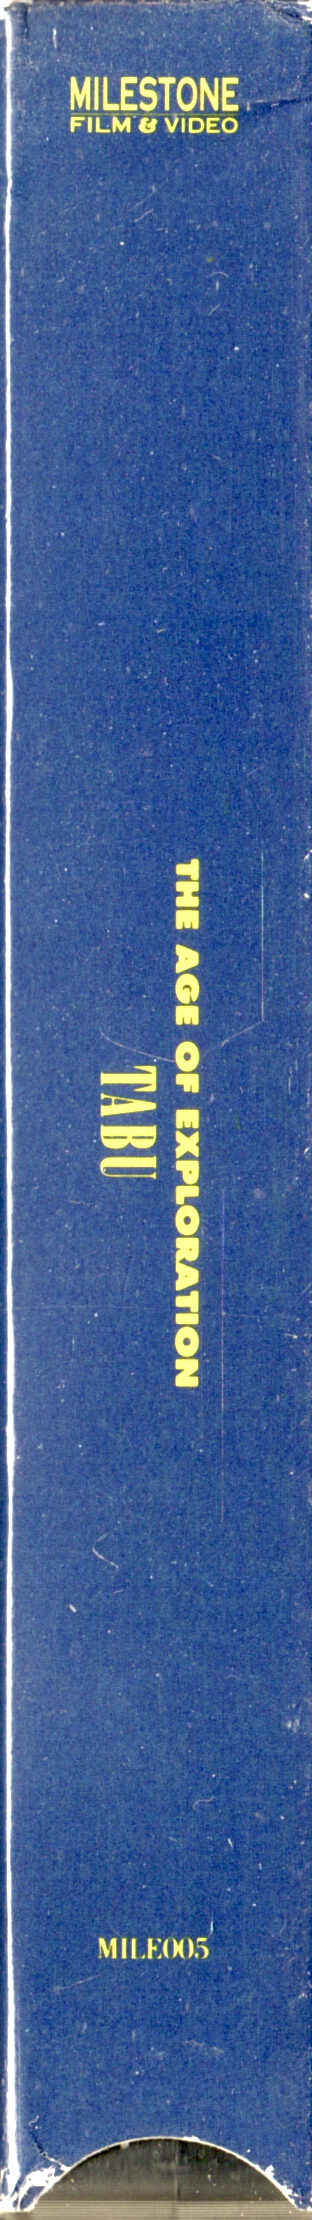 MILESTONE
FILM & VIDEO
THE AGE OF EXPLORATION
TABU
MILE005